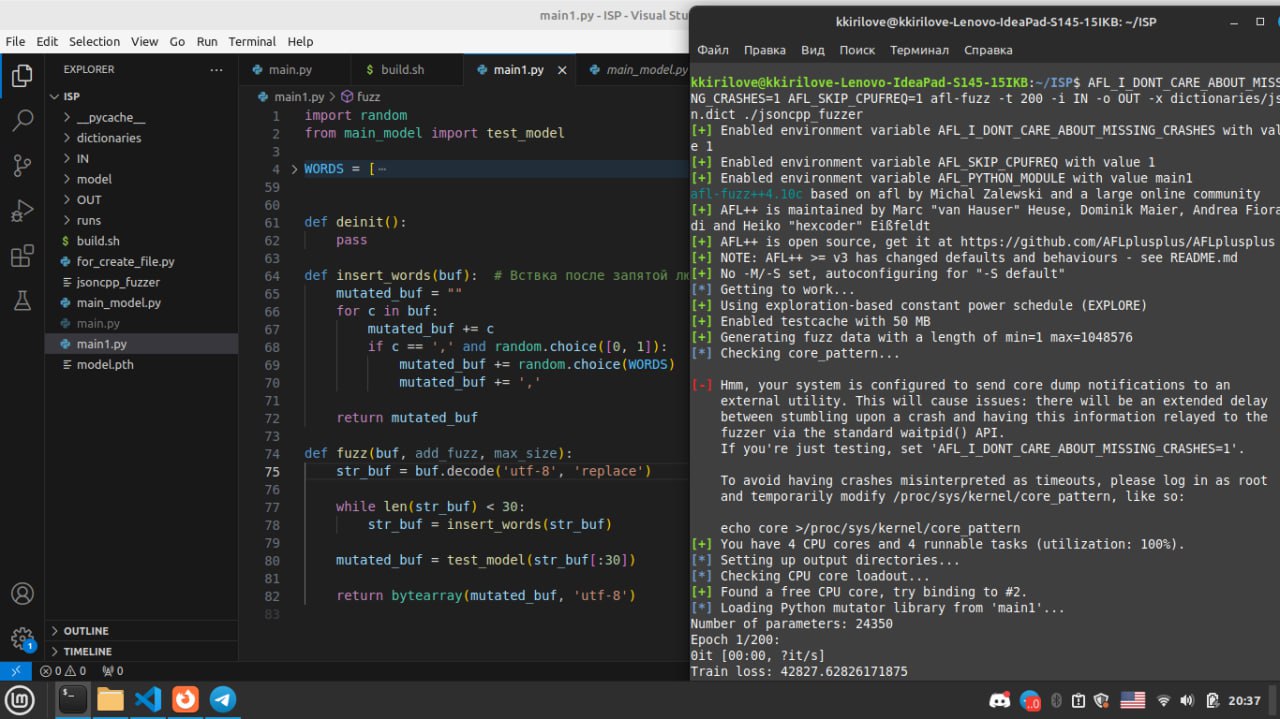 main1.py - ISP - Visual Stu
File Edit Selection View Go Run Terminal Help
EXPLORER
ISP
__pycache__
dictionaries
IN
model
OUT
runs
build.sh
for_create_file.py
jsoncpp_fuzzer
main_model.py
main.py
main1.py
model.pth
OUTLINE
TIMELINE
main.py build.sh main1.py main_model.py
main1.py > fuzz
1 import random
2 from main_model import test_model
3
4 WORDS = [
59
60
61 def deinit():
62 pass
63
64 def insert_words(buf): # Вствка после запятой лю
65 mutated_buf = ""
66 for c in buf:
67 mutated_buf += c
68 if c == ',' and random.choice([0, 1]):
69 mutated_buf += random.choice(WORDS)
70 mutated_buf += ','
71
72 return mutated_buf
73
74 def fuzz(buf, add_fuzz, max_size):
75 str_buf = buf.decode('utf-8', 'replace')
76
77 while len(str_buf) < 30:
78 str_buf = insert_words(str_buf)
79
80 mutated_buf = test_model(str_buf[:30])
81
82 return bytearray(mutated_buf, 'utf-8')
83
1
0 0 0
kkirilove@kkirilove-Lenovo-IdeaPad-S145-15IKB: ~/ISP
Файл Правка Вид Поиск Терминал Справка
kkirilove@kkirilove-Lenovo-IdeaPad-S145-15IKB:~/ISP$ AFL_I_DONT_CARE_ABOUT_MISS
NG_CRASHES=1 AFL_SKIP_CPUFREQ=1 afl-fuzz -t 200 -i IN -o OUT -x dictionaries/js
n.dict ./jsoncpp_fuzzer
[+] Enabled environment variable AFL_I_DONT_CARE_ABOUT_MISSING_CRASHES with val
e 1
[+] Enabled environment variable AFL_SKIP_CPUFREQ with value 1
[+] Enabled environment variable AFL_PYTHON_MODULE with value main1
afl-fuzz++4.10c based on afl by Michal Zalewski and a large online community
[+] AFL++ is maintained by Marc "van Hauser" Heuse, Dominik Maier, Andrea Fiora
di and Heiko "hexcoder" Eißfeldt
[+] AFL++ is open source, get it at https://github.com/AFLplusplus/AFLplusplus
[+] NOTE: AFL++ >= v3 has changed defaults and behaviours - see README.md
[+] No -M/-S set, autoconfiguring for "-S default"
[*] Getting to work...
[+] Using exploration-based constant power schedule (EXPLORE)
[+] Enabled testcache with 50 MB
[+] Generating fuzz data with a length of min=1 max=1048576
[*] Checking core_pattern...
[-] Hmm, your system is configured to send core dump notifications to an
external utility. This will cause issues: there will be an extended delay
between stumbling upon a crash and having this information relayed to the
fuzzer via the standard waitpid() API.
If you're just testing, set 'AFL_I_DONT_CARE_ABOUT_MISSING_CRASHES=1'.
To avoid having crashes misinterpreted as timeouts, please log in as root
and temporarily modify /proc/sys/kernel/core_pattern, like so:
echo core >/proc/sys/kernel/core_pattern
[+] You have 4 CPU cores and 4 runnable tasks (utilization: 100%).
[*] Setting up output directories...
[*] Checking CPU core loadout...
[+] Found a free CPU core, try binding to #2.
[*] Loading Python mutator library from 'main1'...
Number of parameters: 24350
Epoch 1/200:
0it [00:00, ?it/s]
Train loss: 42827.62826171875
20:37